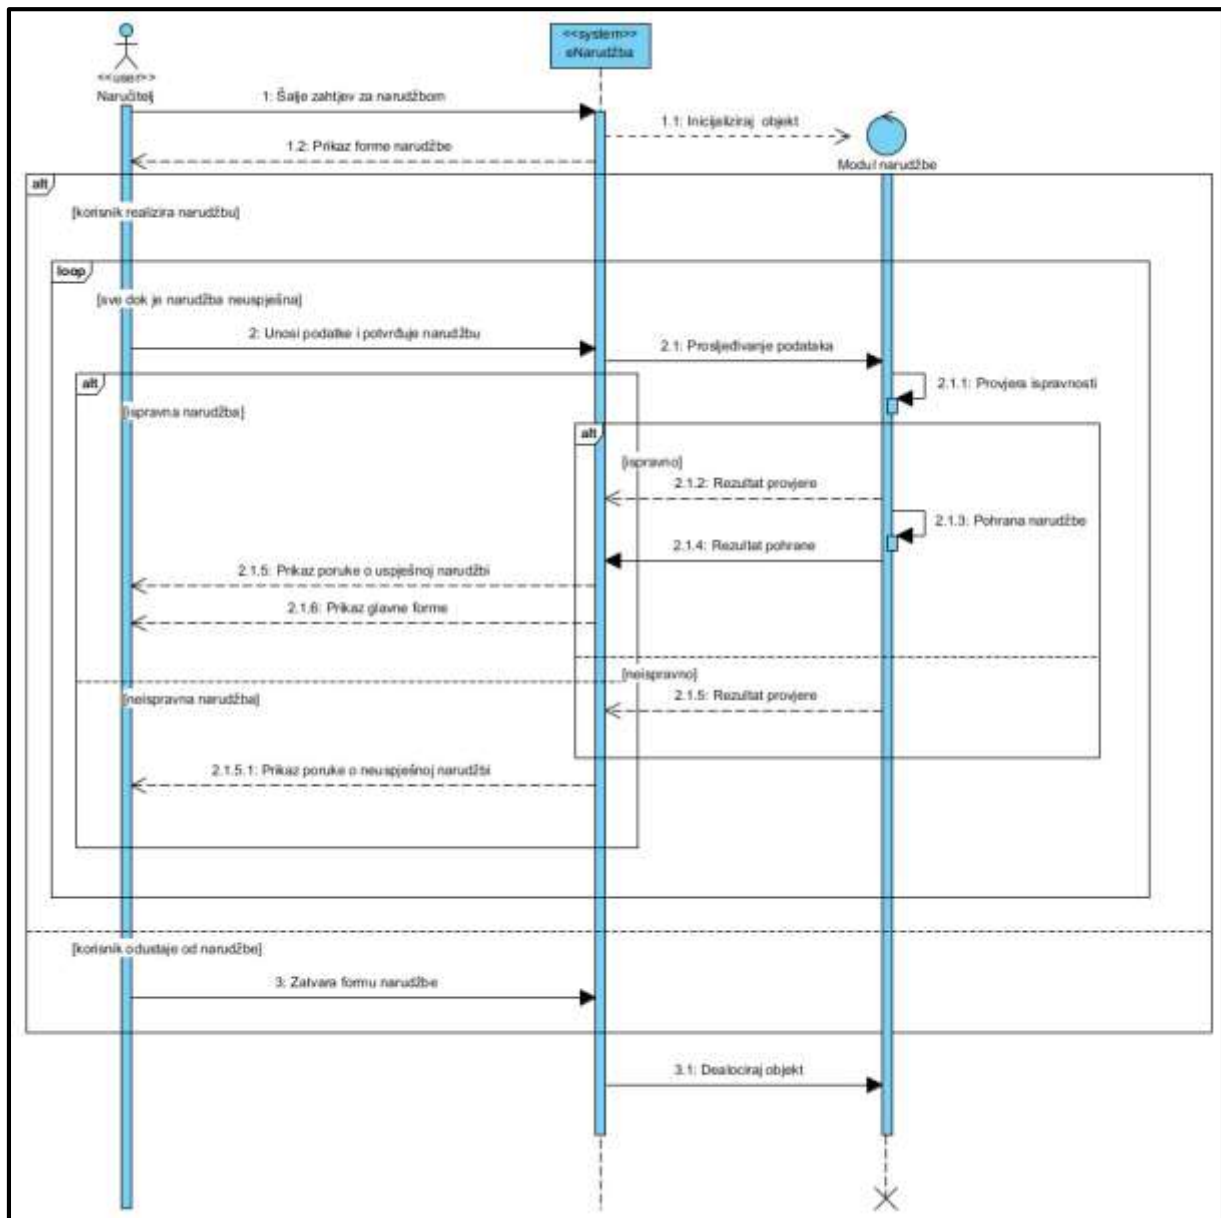 <<system>>
eNarudžba
<<user>>
Naručitelj
1: Šalje zahtjev za narudžbom
1.1: Inicijaliziraj objekt
1.2: Prikaz forme narudžbe
Modul narudžbe
alt
[korisnik realizira narudžbu]
loop
[sve dok je narudžba neuspješna]
2: Unosi podatke i potvrđuje narudžbu
2.1: Prosljeđivanje podataka
alt
2.1.1: Provjera ispravnosti
[ispravna narudžba]
alt
[ispravno]
2.1.2: Rezultat provjere
2.1.3: Pohrana narudžbe
2.1.4: Rezultat pohrane
2.1.5: Prikaz poruke o uspješnoj narudžbi
2.1.6: Prikaz glavne forme
[neispravno]
[neispravna narudžba]
2.1.5: Rezultat provjere
2.1.5.1: Prikaz poruke o neuspješnoj narudžbi
[korisnik odustaje od narudžbe]
3: Zatvara formu narudžbe
3.1: Dealociraj objekt